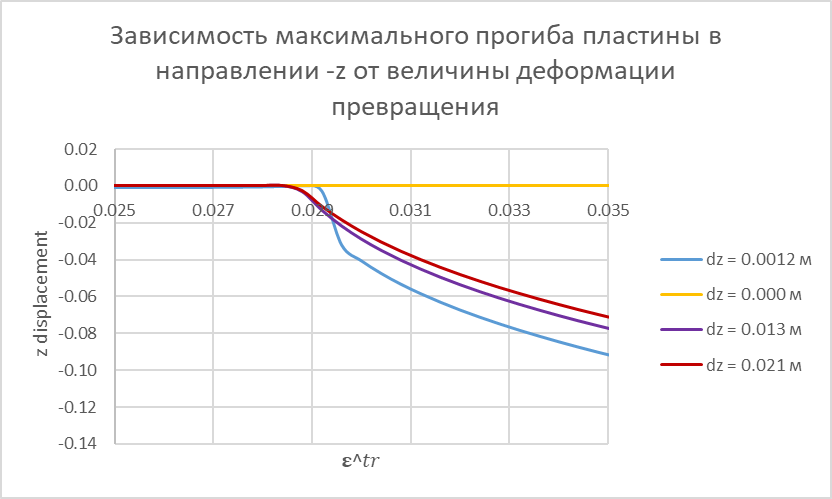 Зависимость максимального прогиба пластины в
направлении -z от величины деформации
превращения
0.02
0.00
-0.02
-0.04
-0.06
-0.08
-0.10
-0.12
-0.14
0.025
0.027
0.029
0.031
0.033
0.035
z displacement
ε^tr
dz = 0.0012 м
dz = 0.000 м
dz = 0.013 м
dz = 0.021 м